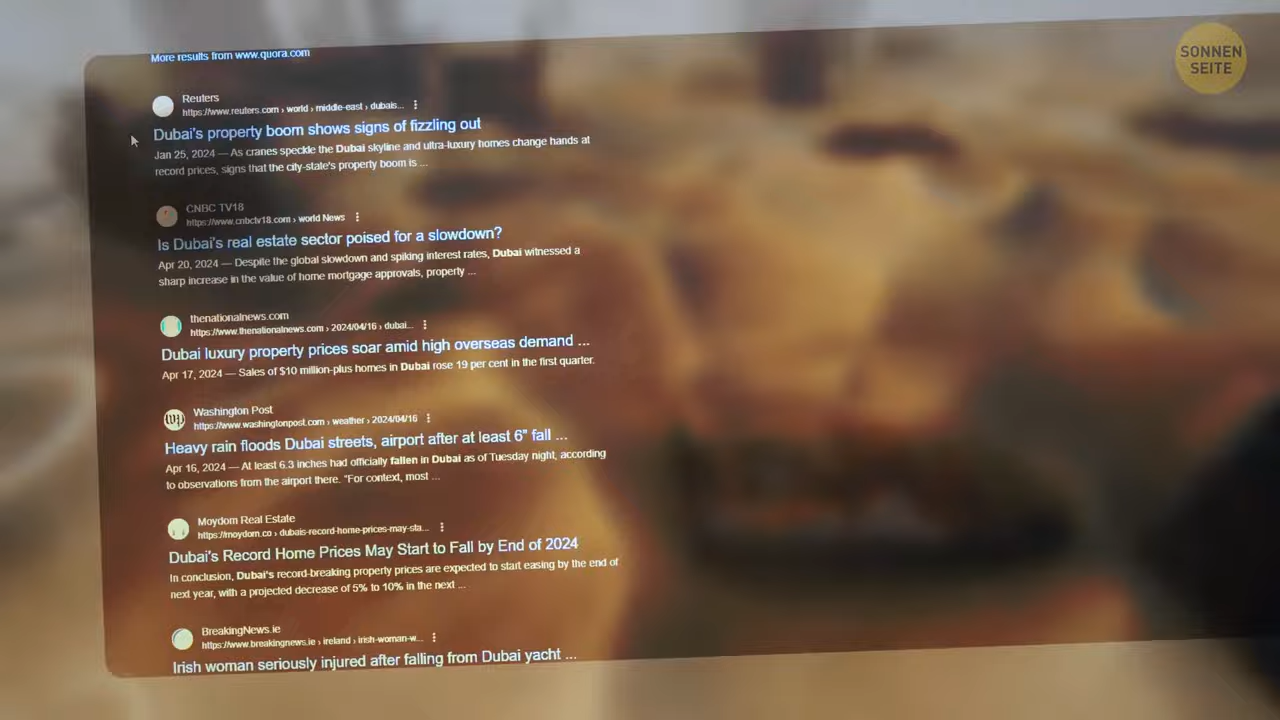 More results from www.quora.com
SONNEN
SEITE
Reuters
https://www.reuters.com › world › middle-east › dubais...
Dubai's property boom shows signs of fizzling out
Jan 25, 2024 — As cranes speckle the Dubai skyline and ultra-luxury homes change hands at
record prices, signs that the city-state's property boom is ...
CNBC TV18
https://www.cnbctv18.com › world News
Is Dubai's real estate sector poised for a slowdown?
Apr 20, 2024 — Despite the global slowdown and spiking interest rates, Dubai witnessed a
sharp increase in the value of home mortgage approvals, property ...
thenationalnews.com
https://www.thenationalnews.com › 2024/04/16 › dubai...
Dubai luxury property prices soar amid high overseas demand ...
Apr 17, 2024 — Sales of $10 million-plus homes in Dubai rose 19 per cent in the first quarter.
Washington Post
https://www.washingtonpost.com › weather › 2024/04/16
Heavy rain floods Dubai streets, airport after at least 6" fall ...
Apr 16, 2024 — At least 6.3 inches had officially fallen in Dubai as of Tuesday night, according
to observations from the airport there. "For context, most ...
Moydom Real Estate
https://moydom.co › dubais-record-home-prices-may-sta...
Dubai's Record Home Prices May Start to Fall by End of 2024
In conclusion, Dubai's record-breaking property prices are expected to start easing by the end of
next year, with a projected decrease of 5% to 10% in the next ...
BreakingNews.ie
https://www.breakingnews.ie › ireland › irish-woman-w...
Irish woman seriously injured after falling from Dubai yacht ...